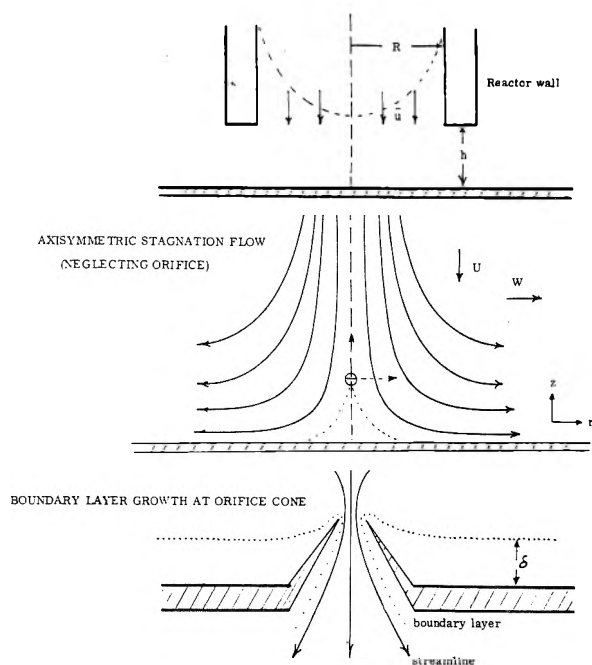 R
Reactor wall
ū
h
AXISYMMETRIC STAGNATION FLOW
(NEGLECTING ORIFICE)
U
W
z
r
BOUNDARY LAYER GROWTH AT ORIFICE CONE
δ
boundary layer
streamline